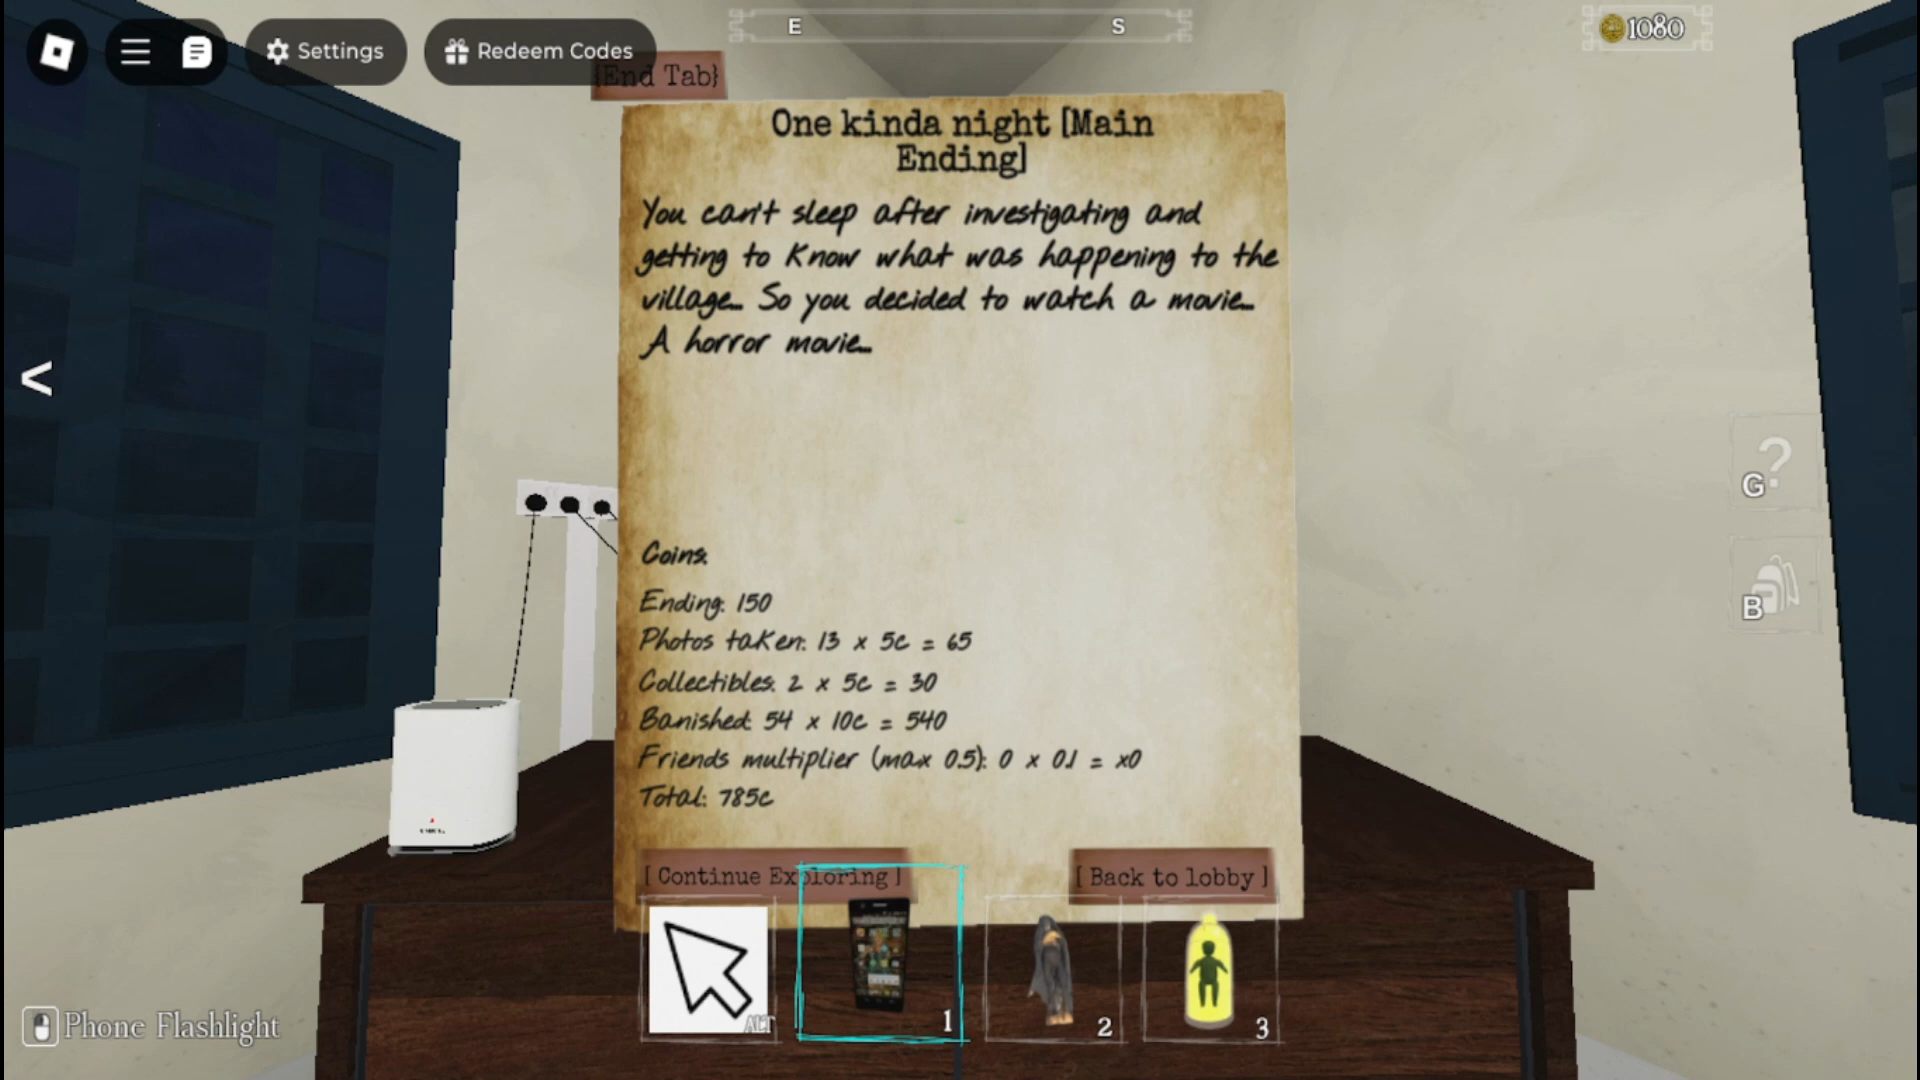 E
S
1080
Settings
Redeem Codes
{End Tab}
One kinda night [Main
Ending]
You can't sleep after investigating and
getting to know what was happening to the
village... So you decided to watch a movie...
A horror movie...
<
G
?
B
Coins:
Ending: 150
Photos taken: 13 x 5c = 65
Collectibles: 2 x 5c = 30
Banished: 54 x 10c = 540
Friends multiplier (max 0.5): 0 x 0.1 = x0
Total: 785c
[ Continue Exploring ]
[ Back to lobby ]
ALT
1
2
3
Phone Flashlight